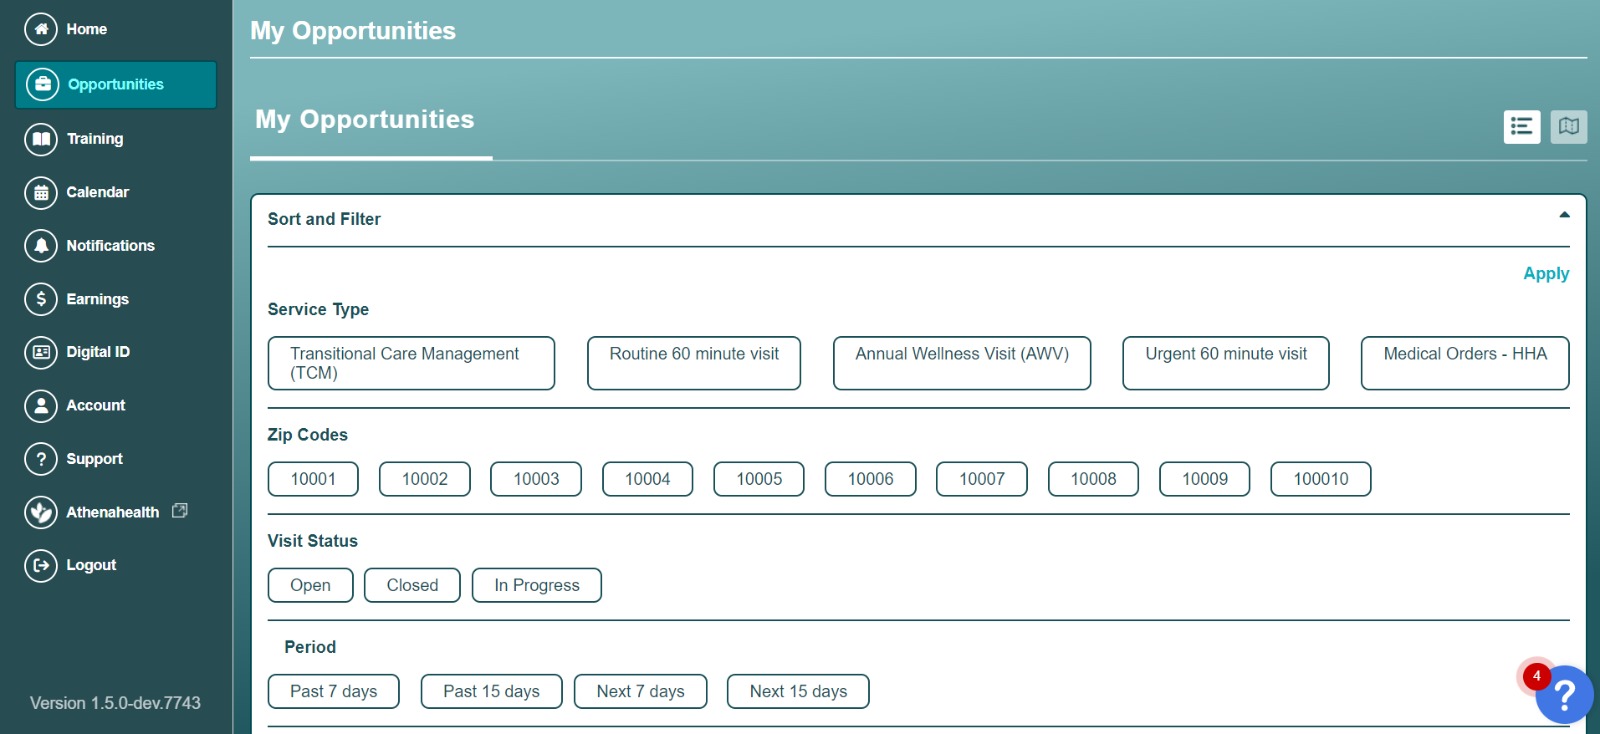 Home
Opportunities
Training
Calendar
Notifications
Earnings
Digital ID
Account
Support
Athenahealth
Logout
Version 1.5.0-dev.7743
My Opportunities
My Opportunities
Sort and Filter
Apply
Service Type
Transitional Care Management
(TCM)
Routine 60 minute visit
Annual Wellness Visit (AWV)
Urgent 60 minute visit
Medical Orders - HHA
Zip Codes
10001 10002 10003 10004 10005 10006 10007 10008 10009 100010
Visit Status
Open Closed In Progress
Period
Past 7 days Past 15 days Next 7 days Next 15 days
4
?